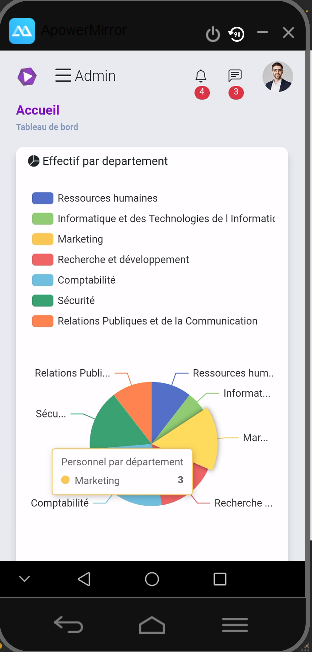 ApowerMirror
Admin
4
3
Accueil
Tableau de bord
Effectif par departement
Ressources humaines
Informatique et des Technologies de l Informatic
Marketing
Recherche et développement
Comptabilité
Sécurité
Relations Publiques et de la Communication
Relations Publi...
Ressources hum...
Informat...
Sécu...
Mar...
Personnel par département
Marketing 3
Comptabilité
Recherche ...